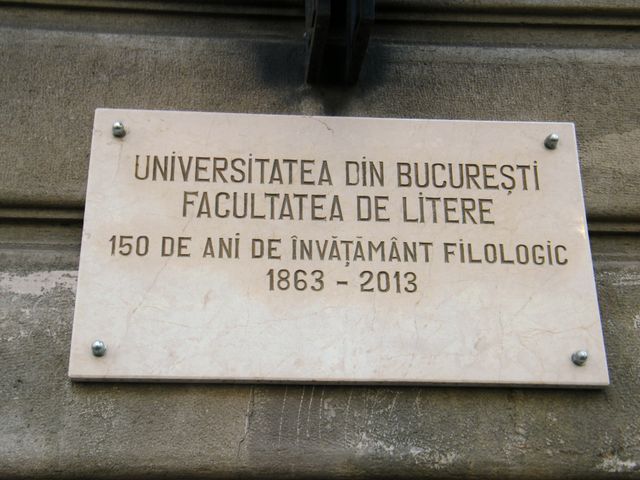 UNIVERSITATEA DIN BUCUREȘTI
FACULTATEA DE LITERE
150 DE ANI DE ÎNVĂȚĂMÂNT FILOLOGIC
1863 - 2013